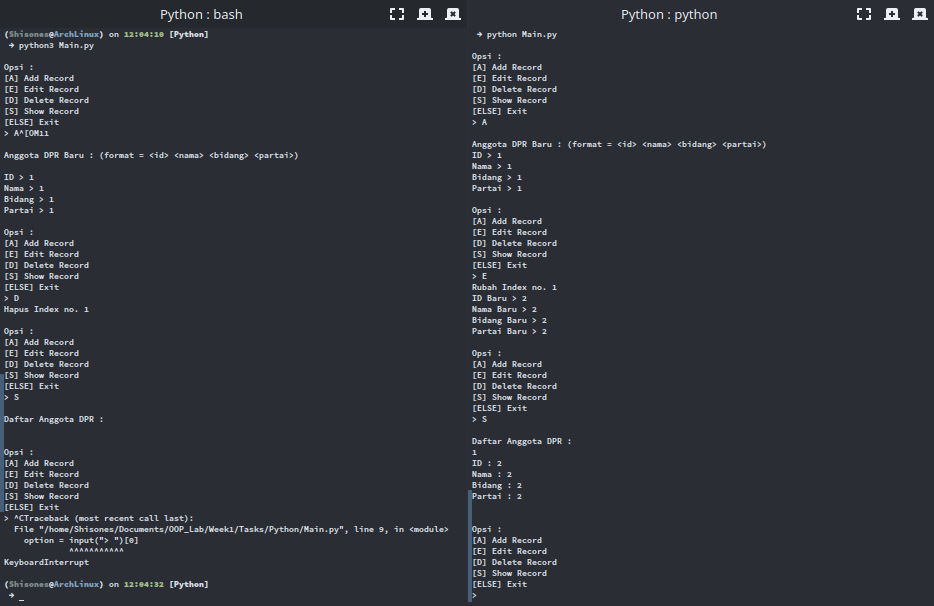 Python : bash
(Shisones@ArchLinux) on 12:04:10 [Python]
➜ python3 Main.py
Opsi :
[A] Add Record
[E] Edit Record
[D] Delete Record
[S] Show Record
[ELSE] Exit
> A^[OM11
Anggota DPR Baru : (format = <id> <nama> <bidang> <partai>)
ID > 1
Nama > 1
Bidang > 1
Partai > 1
Opsi :
[A] Add Record
[E] Edit Record
[D] Delete Record
[S] Show Record
[ELSE] Exit
> D
Hapus Index no. 1
Opsi :
[A] Add Record
[E] Edit Record
[D] Delete Record
[S] Show Record
[ELSE] Exit
> S
Daftar Anggota DPR :
Opsi :
[A] Add Record
[E] Edit Record
[D] Delete Record
[S] Show Record
[ELSE] Exit
> ^CTraceback (most recent call last):
File "/home/Shisones/Documents/OOP_Lab/Week1/Tasks/Python/Main.py", line 9, in <module>
option = input("> ")[0]
^^^^^^^^^^^
KeyboardInterrupt
(Shisones@ArchLinux) on 12:04:32 [Python]
➜ _
Python : python
➜ python Main.py
Opsi :
[A] Add Record
[E] Edit Record
[D] Delete Record
[S] Show Record
[ELSE] Exit
> A
Anggota DPR Baru : (format = <id> <nama> <bidang> <partai>)
ID > 1
Nama > 1
Bidang > 1
Partai > 1
Opsi :
[A] Add Record
[E] Edit Record
[D] Delete Record
[S] Show Record
[ELSE] Exit
> E
Rubah Index no. 1
ID Baru > 2
Nama Baru > 2
Bidang Baru > 2
Partai Baru > 2
Opsi :
[A] Add Record
[E] Edit Record
[D] Delete Record
[S] Show Record
[ELSE] Exit
> S
Daftar Anggota DPR :
1
ID : 2
Nama : 2
Bidang : 2
Partai : 2
Opsi :
[A] Add Record
[E] Edit Record
[D] Delete Record
[S] Show Record
[ELSE] Exit
>